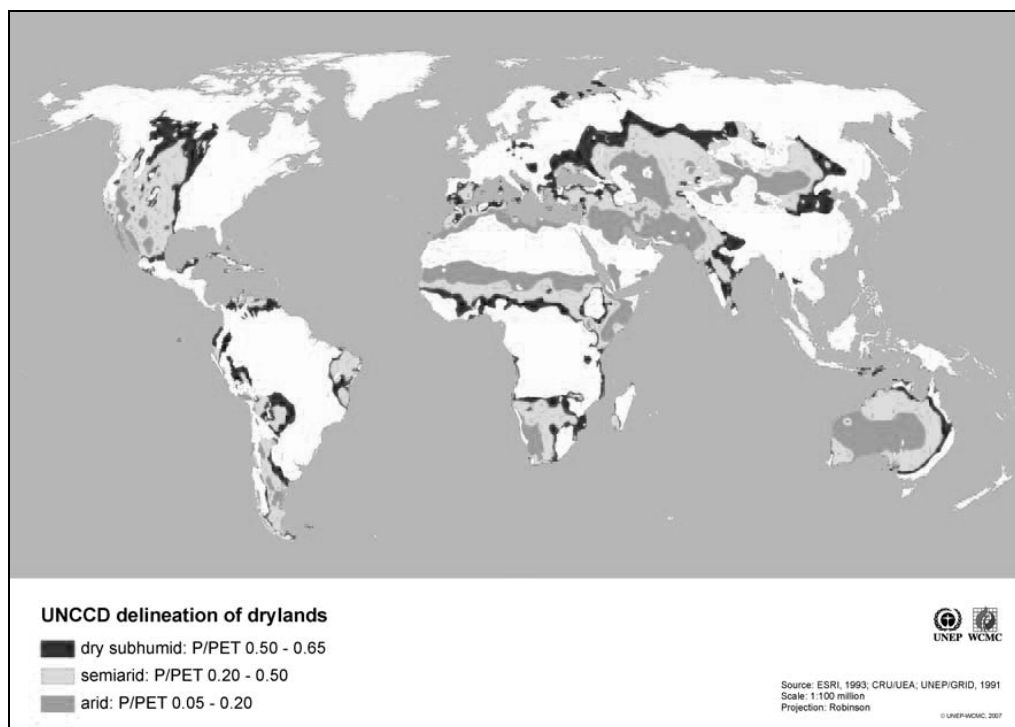 UNCCD delineation of drylands
dry subhumid: P/PET 0.50 - 0.65
semiarid: P/PET 0.20 - 0.50
arid: P/PET 0.05 - 0.20
UNEP WCMC
Source: ESRI, 1993; CRU/UEA; UNEP/GRID, 1991
Scale: 1:100 million
Projection: Robinson
© UNEP-WCMC, 2007